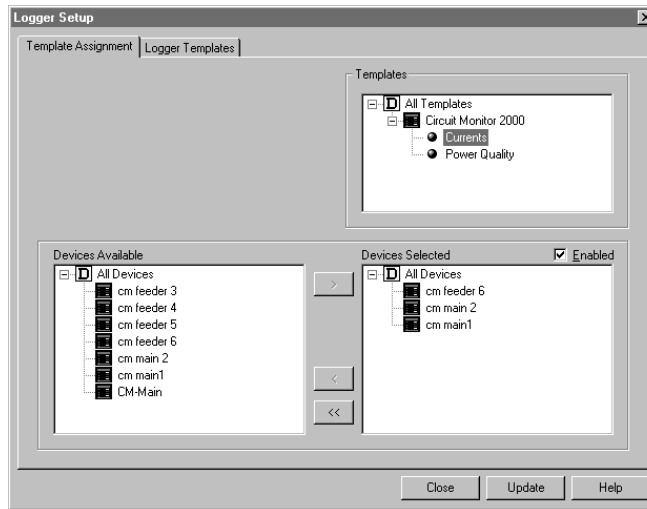 Logger Setup
Template Assignment Logger Templates
Templates
D All Templates
Circuit Monitor 2000
Currents
Power Quality
Devices Available
D All Devices
cm feeder 3
cm feeder 4
cm feeder 5
cm feeder 6
cm main 2
cm main1
CM-Main
>
<
<<
Devices Selected Enabled
D All Devices
cm feeder 6
cm main 2
cm main1
Close Update Help